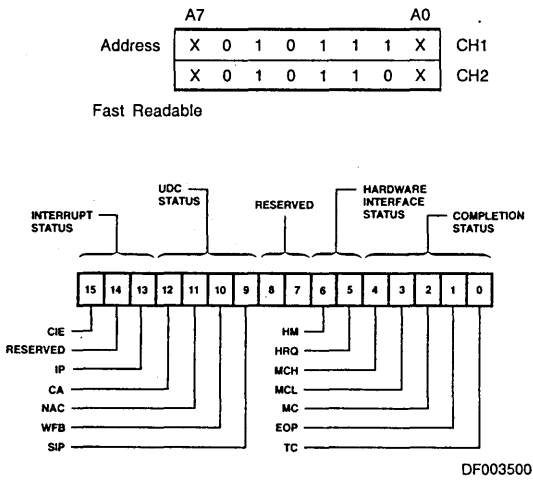 A7 A0
Address X 0 1 0 1 1 1 X CH1
X 0 1 0 1 1 0 X CH2
Fast Readable
UDC
STATUS
HARDWARE
INTERFACE
STATUS
RESERVED
INTERRUPT
STATUS
COMPLETION
STATUS
15 14 13 12 11 10 9 8 7 6 5 4 3 2 1 0
CIE HM
RESERVED HRQ
IP MCH
CA MCL
NAC MC
WFB EOP
SIP TC
DF003500